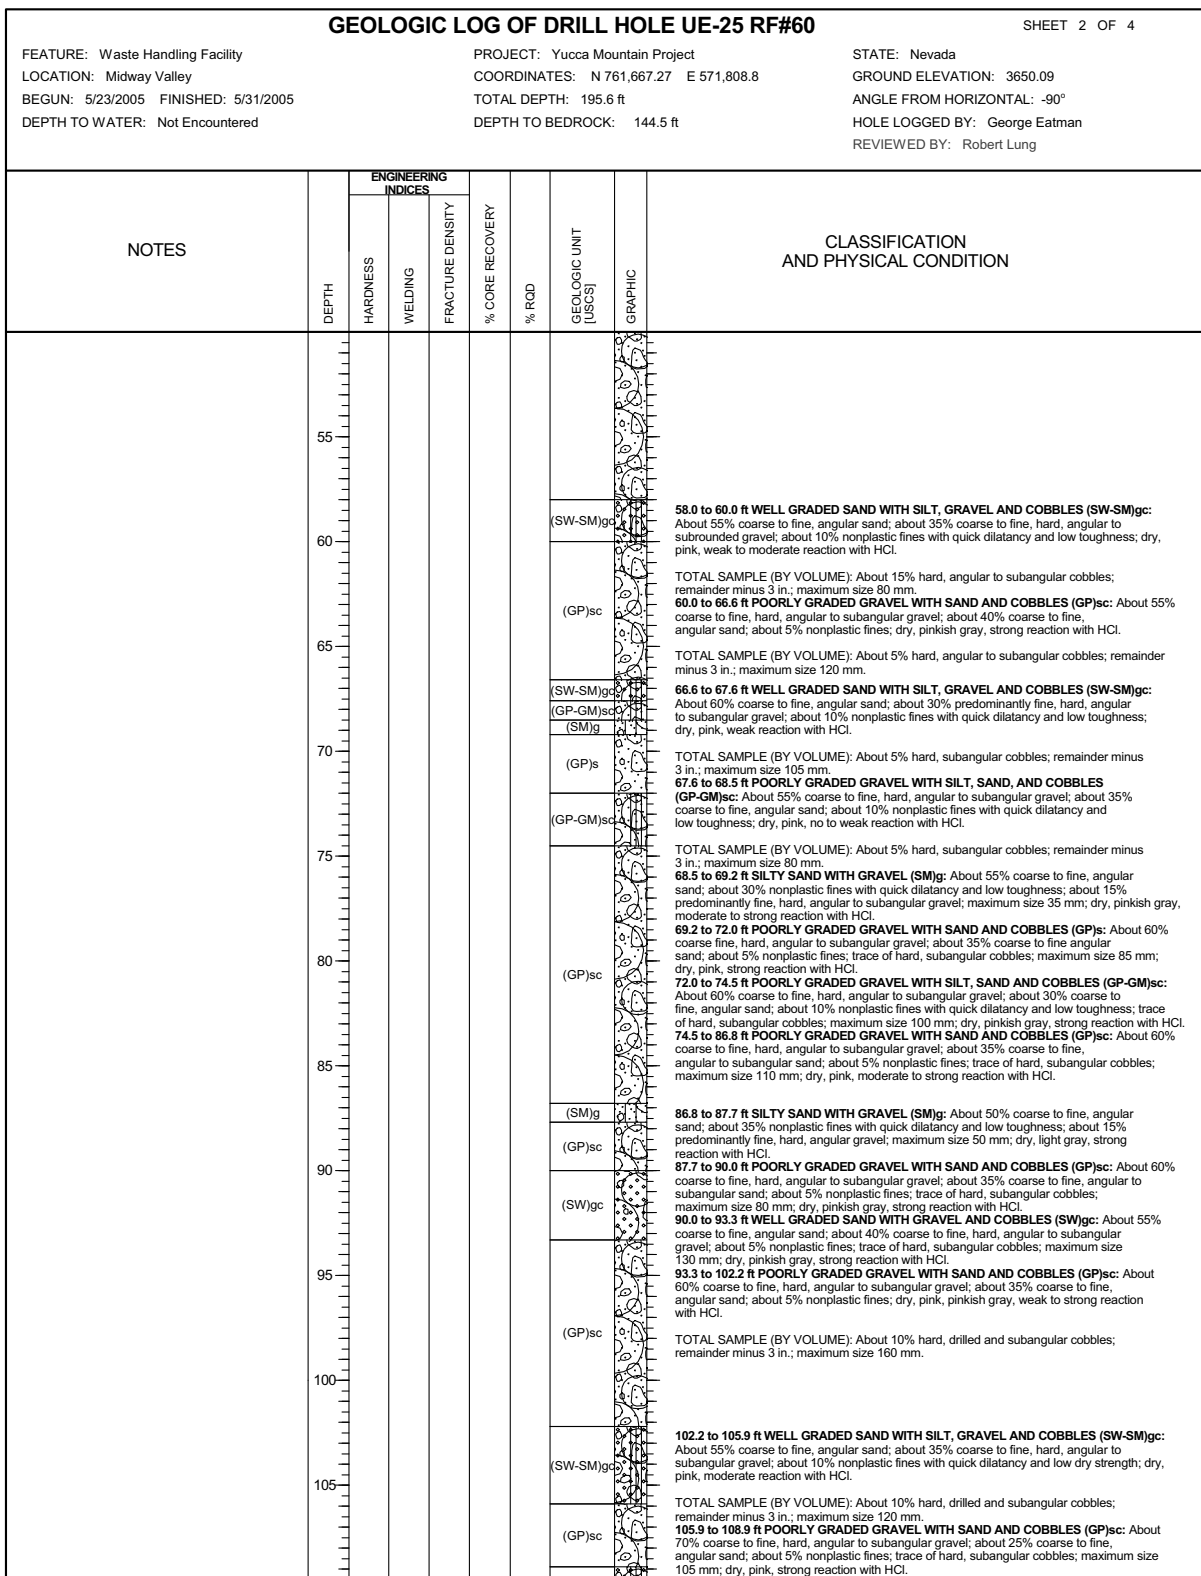 GEOLOGIC LOG OF DRILL HOLE UE-25 RF#60
SHEET 2 OF 4
FEATURE: Waste Handling Facility
PROJECT: Yucca Mountain Project
STATE: Nevada
LOCATION: Midway Valley
COORDINATES: N 761,667.27 E 571,808.8
GROUND ELEVATION: 3650.09
BEGUN: 5/23/2005 FINISHED: 5/31/2005
TOTAL DEPTH: 195.6 ft
ANGLE FROM HORIZONTAL: -90°
DEPTH TO WATER: Not Encountered
DEPTH TO BEDROCK: 144.5 ft
HOLE LOGGED BY: George Eatman
REVIEWED BY: Robert Lung
NOTES
DEPTH
ENGINEERING
INDICES
HARDNESS
WELDING
FRACTURE DENSITY
% CORE RECOVERY
% RQD
GEOLOGIC UNIT
[USCS]
GRAPHIC
CLASSIFICATION
AND PHYSICAL CONDITION
55
60
65
70
75
80
85
90
95
100
105
(SW-SM)gc
(GP)sc
(SW-SM)gc
(GP-GM)sc
(SM)g
(GP)s
(GP-GM)sc
(GP)sc
(SM)g
(GP)sc
(SW)gc
(GP)sc
(SW-SM)gc
(GP)sc
58.0 to 60.0 ft WELL GRADED SAND WITH SILT, GRAVEL AND COBBLES (SW-SM)gc:
About 55% coarse to fine, angular sand; about 35% coarse to fine, hard, angular to
subrounded gravel; about 10% nonplastic fines with quick dilatancy and low toughness; dry,
pink, weak to moderate reaction with HCl.
TOTAL SAMPLE (BY VOLUME): About 15% hard, angular to subangular cobbles;
remainder minus 3 in.; maximum size 80 mm.
60.0 to 66.6 ft POORLY GRADED GRAVEL WITH SAND AND COBBLES (GP)sc: About 55%
coarse to fine, hard, angular to subangular gravel; about 40% coarse to fine,
angular sand; about 5% nonplastic fines; dry, pinkish gray, strong reaction with HCl.
TOTAL SAMPLE (BY VOLUME): About 5% hard, angular to subangular cobbles; remainder
minus 3 in.; maximum size 120 mm.
66.6 to 67.6 ft WELL GRADED SAND WITH SILT, GRAVEL AND COBBLES (SW-SM)gc:
About 60% coarse to fine, angular sand; about 30% predominantly fine, hard, angular
to subangular gravel; about 10% nonplastic fines with quick dilatancy and low toughness;
dry, pink, weak reaction with HCl.
TOTAL SAMPLE (BY VOLUME): About 5% hard, subangular cobbles; remainder minus
3 in.; maximum size 105 mm.
67.6 to 68.5 ft POORLY GRADED GRAVEL WITH SILT, SAND, AND COBBLES
(GP-GM)sc: About 55% coarse to fine, hard, angular to subangular gravel; about 35%
coarse to fine, angular sand; about 10% nonplastic fines with quick dilatancy and
low toughness; dry, pink, no to weak reaction with HCl.
TOTAL SAMPLE (BY VOLUME): About 5% hard, subangular cobbles; remainder minus
3 in.; maximum size 80 mm.
68.5 to 69.2 ft SILTY SAND WITH GRAVEL (SM)g: About 55% coarse to fine, angular
sand; about 30% nonplastic fines with quick dilatancy and low toughness; about 15%
predominantly fine, hard, angular to subangular gravel; maximum size 35 mm; dry, pinkish gray,
moderate to strong reaction with HCl.
69.2 to 72.0 ft POORLY GRADED GRAVEL WITH SAND AND COBBLES (GP)s: About 60%
coarse fine, hard, angular to subangular gravel; about 35% coarse to fine angular
sand; about 5% nonplastic fines; trace of hard, subangular cobbles; maximum size 85 mm;
dry, pink, strong reaction with HCl.
72.0 to 74.5 ft POORLY GRADED GRAVEL WITH SILT, SAND AND COBBLES (GP-GM)sc:
About 60% coarse to fine, hard, angular to subangular gravel; about 30% coarse to
fine, angular sand; about 10% nonplastic fines with quick dilatancy and low toughness; trace
of hard, subangular cobbles; maximum size 100 mm; dry, pinkish gray, strong reaction with HCl.
74.5 to 86.8 ft POORLY GRADED GRAVEL WITH SAND AND COBBLES (GP)sc: About 60%
coarse to fine, hard, angular to subangular gravel; about 35% coarse to fine,
angular to subangular sand; about 5% nonplastic fines; trace of hard, subangular cobbles;
maximum size 110 mm; dry, pink, moderate to strong reaction with HCl.
86.8 to 87.7 ft SILTY SAND WITH GRAVEL (SM)g: About 50% coarse to fine, angular
sand; about 35% nonplastic fines with quick dilatancy and low toughness; about 15%
predominantly fine, hard, angular gravel; maximum size 50 mm; dry, light gray, strong
reaction with HCl.
87.7 to 90.0 ft POORLY GRADED GRAVEL WITH SAND AND COBBLES (GP)sc: About 60%
coarse to fine, hard, angular to subangular gravel; about 35% coarse to fine, angular to
subangular sand; about 5% nonplastic fines; trace of hard, subangular cobbles;
maximum size 80 mm; dry, pinkish gray, strong reaction with HCl.
90.0 to 93.3 ft WELL GRADED SAND WITH GRAVEL AND COBBLES (SW)gc: About 55%
coarse to fine, angular sand; about 40% coarse to fine, hard, angular to subangular
gravel; about 5% nonplastic fines; trace of hard, subangular cobbles; maximum size
130 mm; dry, pinkish gray, strong reaction with HCl.
93.3 to 102.2 ft POORLY GRADED GRAVEL WITH SAND AND COBBLES (GP)sc: About
60% coarse to fine, hard, angular to subangular gravel; about 35% coarse to fine,
angular sand; about 5% nonplastic fines; dry, pink, pinkish gray, weak to strong reaction
with HCl.
TOTAL SAMPLE (BY VOLUME): About 10% hard, drilled and subangular cobbles;
remainder minus 3 in.; maximum size 160 mm.
102.2 to 105.9 ft WELL GRADED SAND WITH SILT, GRAVEL AND COBBLES (SW-SM)gc:
About 55% coarse to fine, angular sand; about 35% coarse to fine, hard, angular to
subangular gravel; about 10% nonplastic fines with quick dilatancy and low dry strength; dry,
pink, moderate reaction with HCl.
TOTAL SAMPLE (BY VOLUME): About 10% hard, drilled and subangular cobbles;
remainder minus 3 in.; maximum size 120 mm.
105.9 to 108.9 ft POORLY GRADED GRAVEL WITH SAND AND COBBLES (GP)sc: About
70% coarse to fine, hard, angular to subangular gravel; about 25% coarse to fine,
angular sand; about 5% nonplastic fines; trace of hard, subangular cobbles; maximum size
105 mm; dry, pink, strong reaction with HCl.